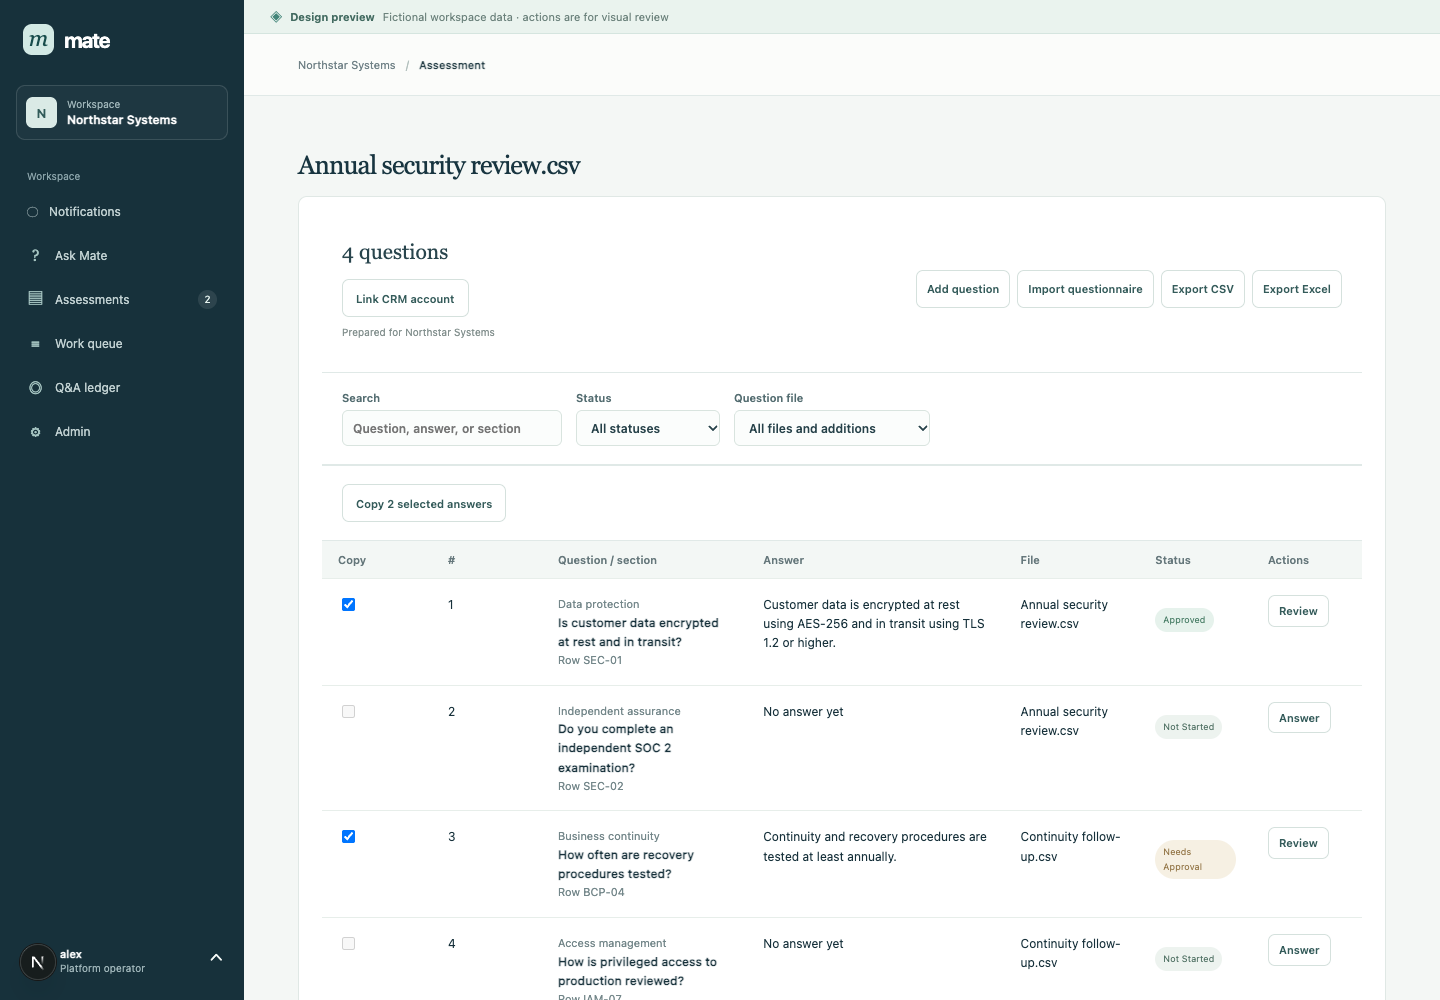 m mate
Design preview Fictional workspace data · actions are for visual review
Northstar Systems / Assessment
N
Workspace
Northstar Systems
Workspace
Notifications
? Ask Mate
Assessments 2
Work queue
Q&A ledger
Admin
N
alex
Platform operator
Annual security review.csv
4 questions
Link CRM account
Prepared for Northstar Systems
Add question Import questionnaire Export CSV Export Excel
Search Status Question file
Question, answer, or section All statuses All files and additions
Copy 2 selected answers
Copy # Question / section Answer File Status Actions
1
Data protection
Is customer data encrypted
at rest and in transit?
Row SEC-01
Customer data is encrypted at rest
using AES-256 and in transit using TLS
1.2 or higher.
Annual security
review.csv
Approved
Review
2
Independent assurance
Do you complete an
independent SOC 2
examination?
Row SEC-02
No answer yet
Annual security
review.csv
Not Started
Answer
3
Business continuity
How often are recovery
procedures tested?
Row BCP-04
Continuity and recovery procedures are
tested at least annually.
Continuity follow-
up.csv
Needs
Approval
Review
4
Access management
How is privileged access to
production reviewed?
Row IAM-07
No answer yet
Continuity follow-
up.csv
Not Started
Answer